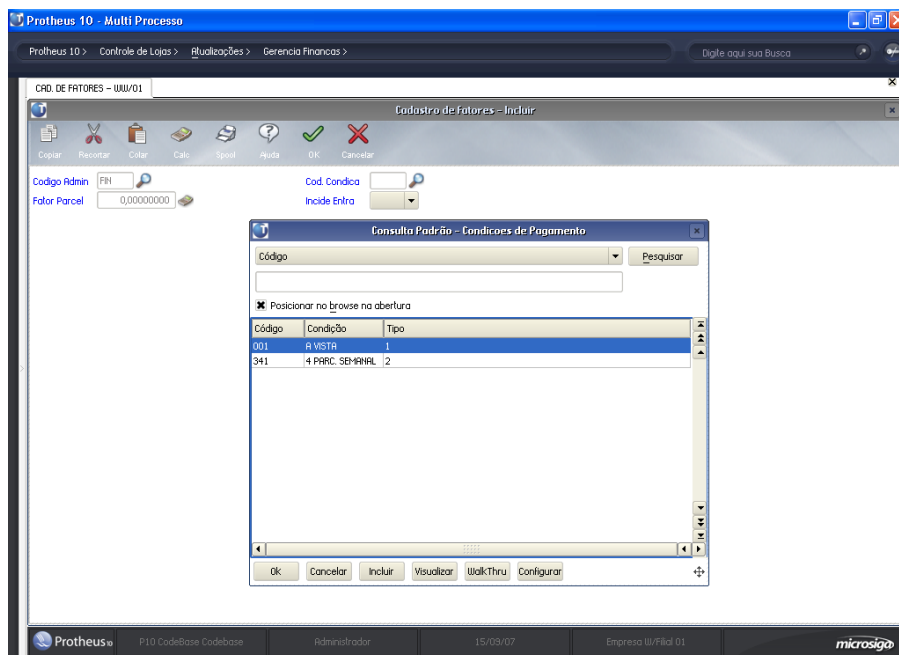 Protheus 10 - Multi Processo
Protheus 10 > Controle de Lojas > Atualizações > Gerencia Financas >
Digite aqui sua Busca
CAD. DE FATORES - WW/01
Cadastro de fatores - Incluir
Copiar Recortar Colar Calc Spool Ajuda OK Cancelar
Codigo Admin FIN Cod. Condica
Fator Parcel 0,00000000 Incide Entra
Consulta Padrão - Condicoes de Pagamento
Código Pesquisar
Posicionar no browse na abertura
Código Condição Tipo
001 A VISTA 1
341 4 PARC. SEMANAL 2
Ok Cancelar Incluir Visualizar WalkThru Configurar
Protheus 10 P10 CodeBase Codebase Administrador 15/09/07 Empresa W/Filial 01 microsiga